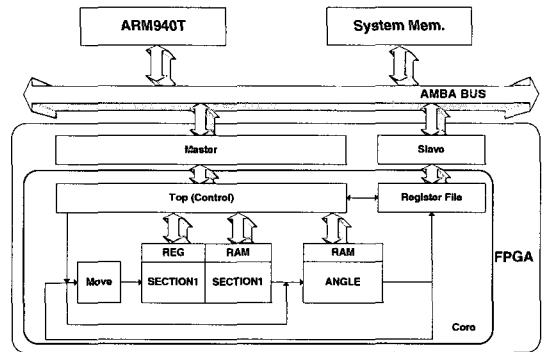 ARM940T
System Mem.
AMBA BUS
Master
Slave
Top (Control)
Register File
FPGA
REG
RAM
RAM
Move
SECTION1
SECTION1
ANGLE
Core